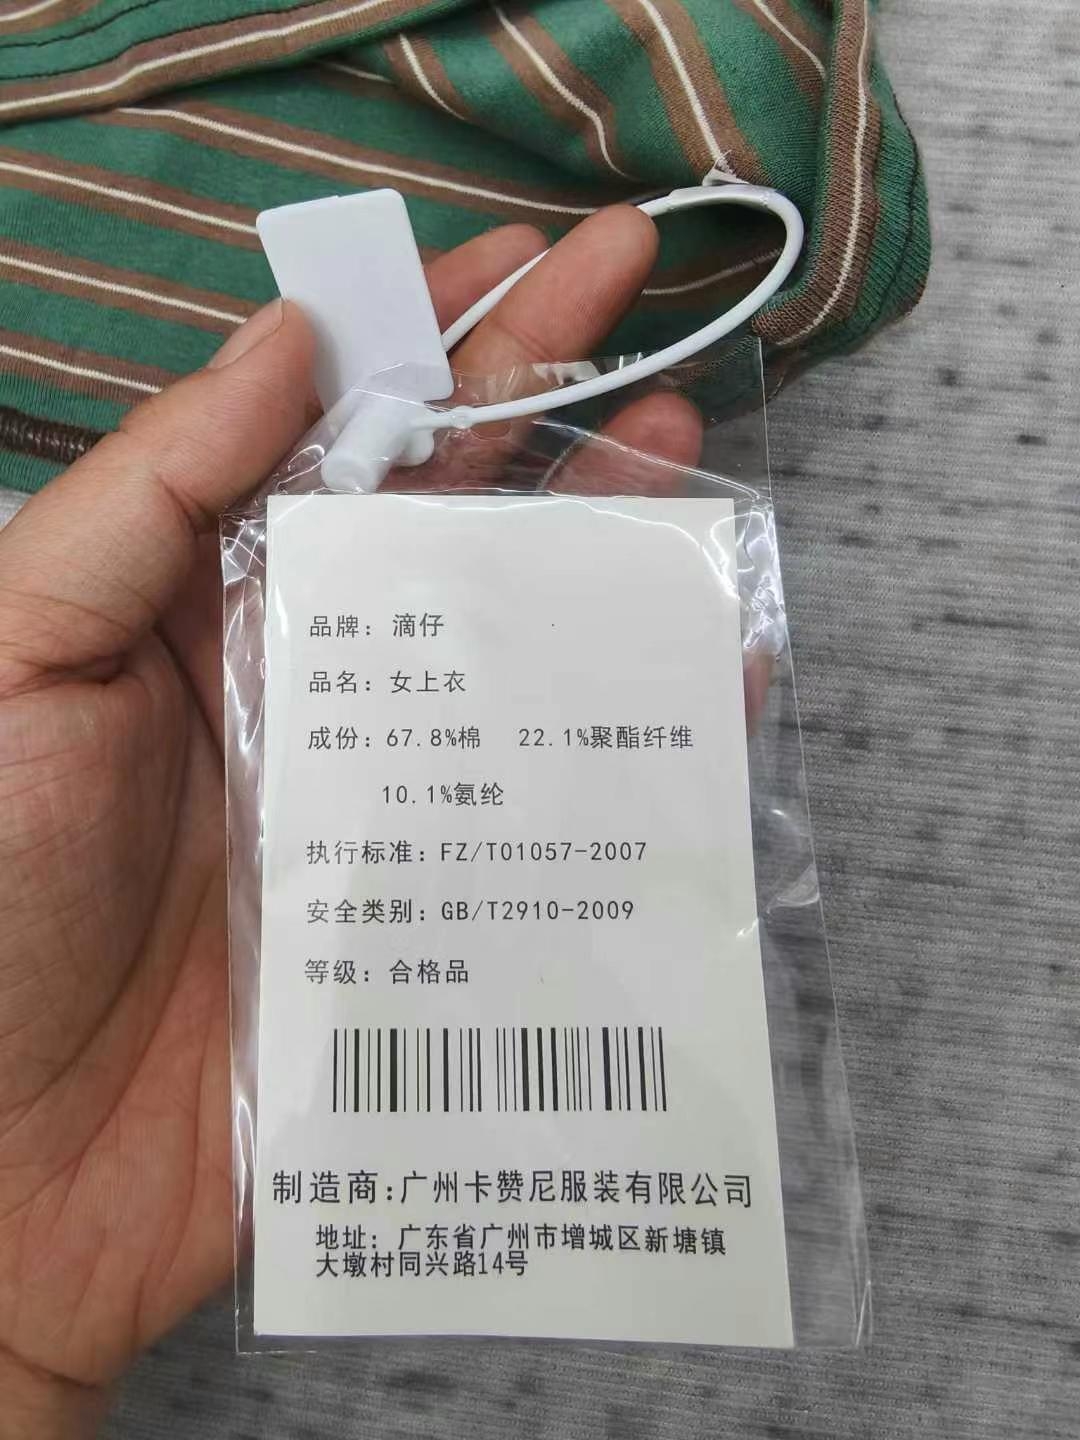 品牌：滴仔
品名：女上衣
成份：67.8%棉 22.1%聚酯纤维
10.1%氨纶
执行标准：FZ/T01057-2007
安全类别：GB/T2910-2009
等级：合格品
制造商:广州卡赞尼服装有限公司
地址：广东省广州市增城区新塘镇
大墩村同兴路14号